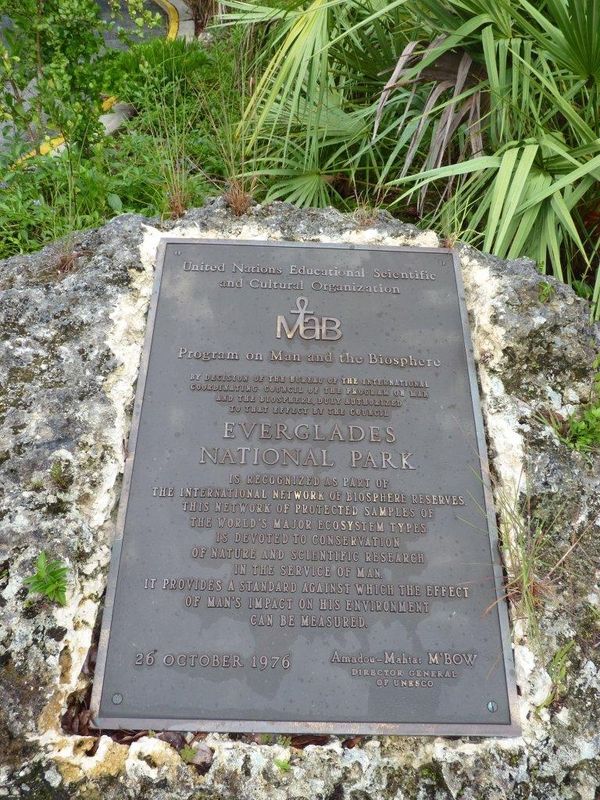 "United Nations Educational Scientific"
and Cultural Organization
MaB
Program on Man and the Biosphere
BY DECISION OF THE BUREAU OF THE INTERNATIONAL
COORDINATING COUNCIL OF THE PROGRAM ON MAN
AND THE BIOSPHERE, DULY AUTHORIZED
TO THAT EFFECT BY THE COUNCIL
EVERGLADES
NATIONAL PARK
IS RECOGNIZED AS PART OF
THE INTERNATIONAL NETWORK OF BIOSPHERE RESERVES.
THIS NETWORK OF PROTECTED SAMPLES OF
THE WORLD'S MAJOR ECOSYSTEM TYPES
IS DEVOTED TO CONSERVATION
OF NATURE AND SCIENTIFIC RESEARCH
IN THE SERVICE OF MAN.
IT PROVIDES A STANDARD AGAINST WHICH THE EFFECT
OF MAN'S IMPACT ON HIS ENVIRONMENT
CAN BE MEASURED.
26 OCTOBER 1976
Amadou-Mahtar M'BOW
DIRECTOR GENERAL
OF UNESCO